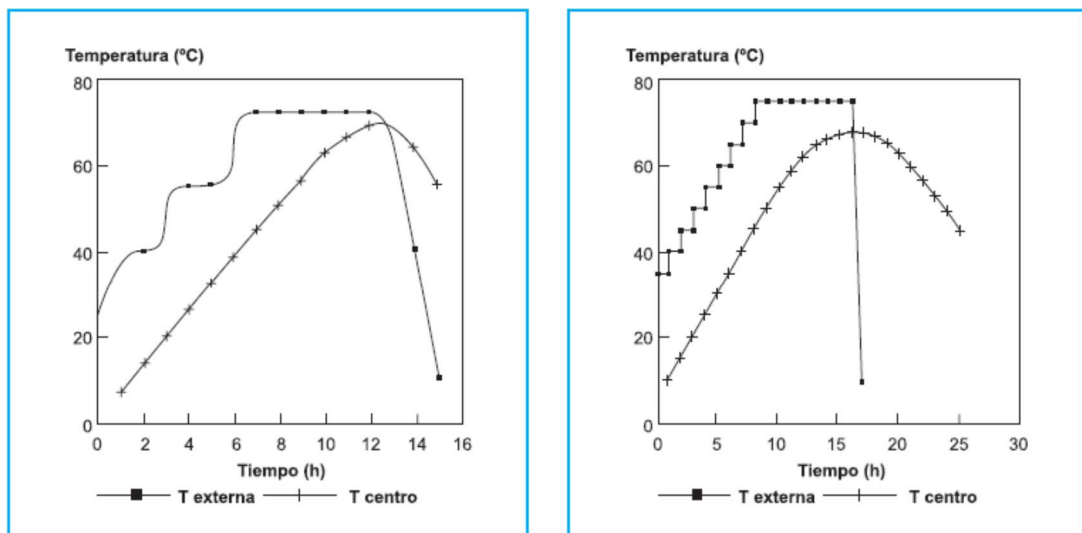 Temperatura (ºC)
80
60
40
20
0
0 2 4 6 8 10 12 14 16
Tiempo (h)
T externa T centro
Temperatura (ºC)
80
60
40
20
0
0 5 10 15 20 25 30
Tiempo (h)
T externa T centro